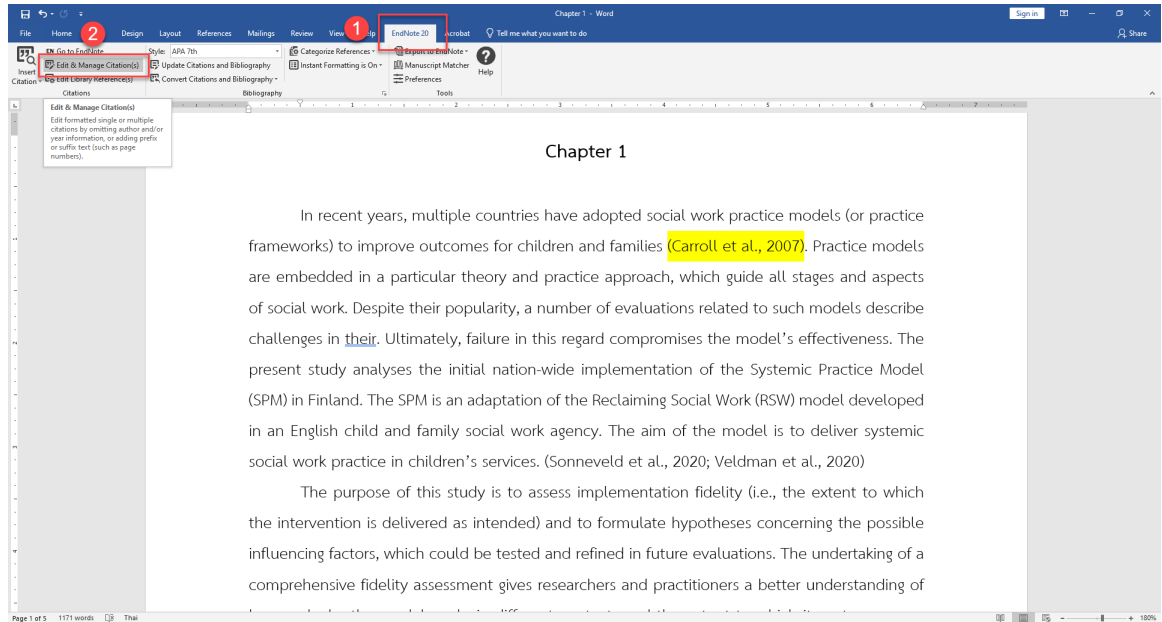 Chapter 1 - Word
Sign in
File Home Design Layout References Mailings Review View Help EndNote 20 Acrobat Tell me what you want to do Share
1
2
Insert Citation
Go to EndNote
Edit & Manage Citation(s)
Edit Library Reference(s)
Citations
Style: APA 7th
Update Citations and Bibliography
Convert Citations and Bibliography
Categorize References
Instant Formatting is On
Bibliography
Export to EndNote
Manuscript Matcher
Preferences
Help
Tools
Edit & Manage Citation(s)
Edit formatted single or multiple
citations by omitting author and/or
year information, or adding prefix
or suffix text (such as page
numbers).
Chapter 1
In recent years, multiple countries have adopted social work practice models (or practice
frameworks) to improve outcomes for children and families (Carroll et al., 2007). Practice models
are embedded in a particular theory and practice approach, which guide all stages and aspects
of social work. Despite their popularity, a number of evaluations related to such models describe
challenges in their. Ultimately, failure in this regard compromises the model's effectiveness. The
present study analyses the initial nation-wide implementation of the Systemic Practice Model
(SPM) in Finland. The SPM is an adaptation of the Reclaiming Social Work (RSW) model developed
in an English child and family social work agency. The aim of the model is to deliver systemic
social work practice in children's services. (Sonneveld et al., 2020; Veldman et al., 2020)
The purpose of this study is to assess implementation fidelity (i.e., the extent to which
the intervention is delivered as intended) and to formulate hypotheses concerning the possible
influencing factors, which could be tested and refined in future evaluations. The undertaking of a
comprehensive fidelity assessment gives researchers and practitioners a better understanding of
Page 1 of 5 1171 words Thai 180%